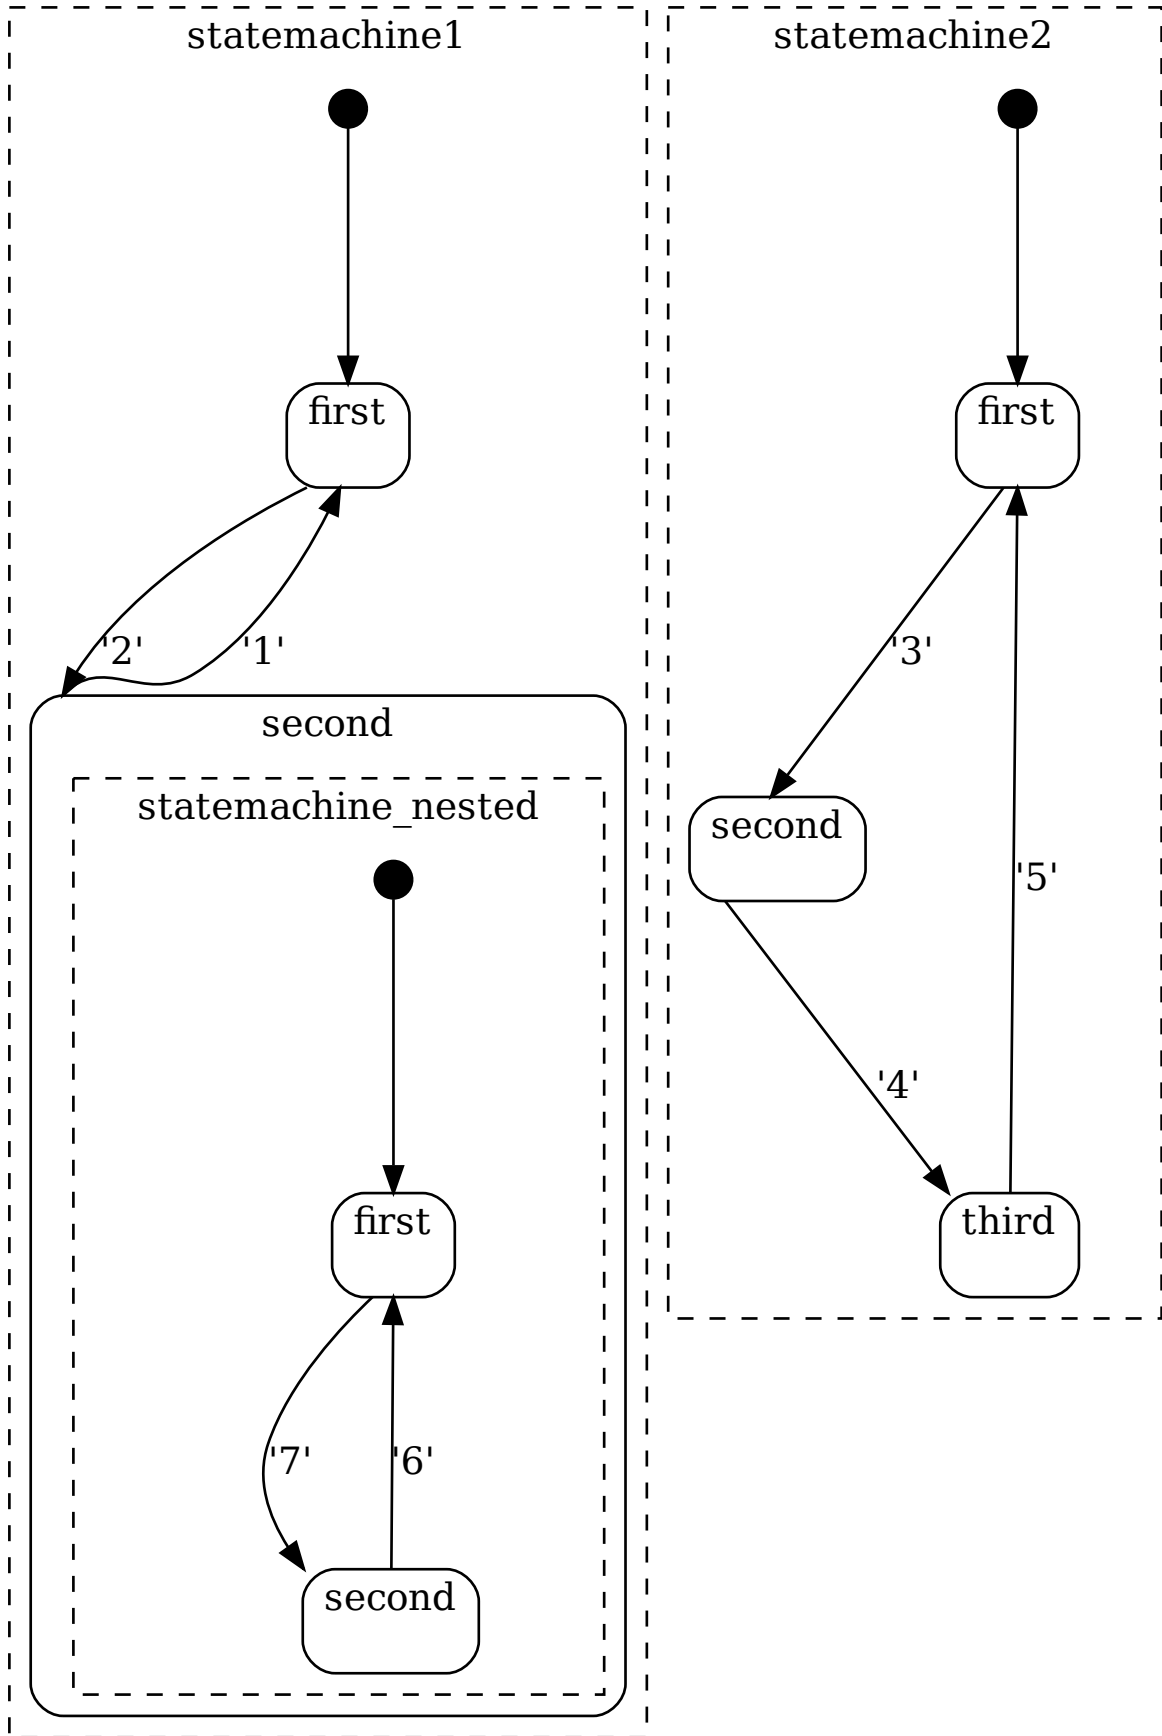 statemachine1
first
'2'
'1'
second
statemachine_nested
first
'7'
'6'
second
statemachine2
first
'3'
second
'5'
'4'
third